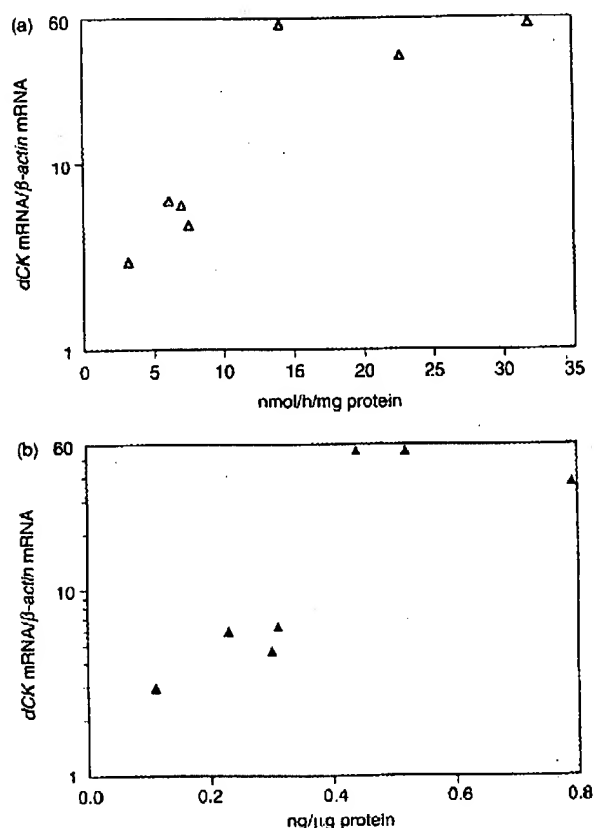 (a)
60
10
1
dCK mRNA/β-actin mRNA
0 5 10 15 20 25 30 35
nmol/h/mg protein
(b)
60
10
1
dCK mRNA/β-actin mRNA
0.0 0.2 0.4 0.6 0.8
ng/μg protein